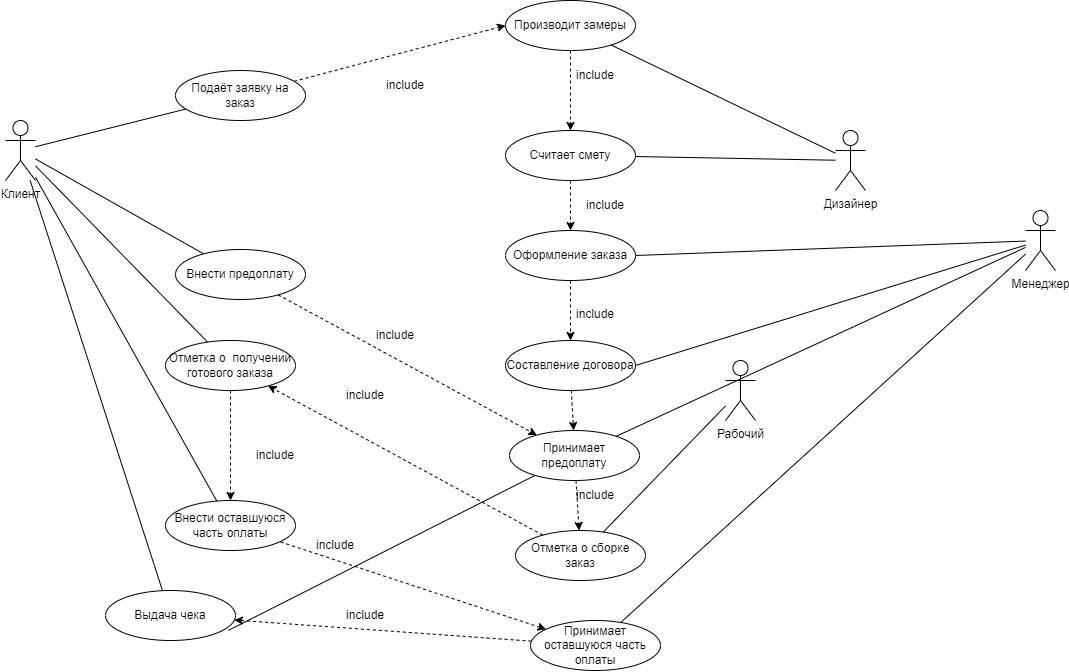 Производит замеры
include
Подаёт заявку на
заказ
include
Клиент
Считает смету
Дизайнер
include
Оформление заказа
Менеджер
Внести предоплату
include
include
Отметка о  получении
готового заказа
Составление договора
include
Рабочий
Принимает
предоплату
include
include
Внести оставшуюся
часть оплаты
include
Отметка о сборке
заказ
Выдача чека
include
Принимает
оставшуюся часть
оплаты